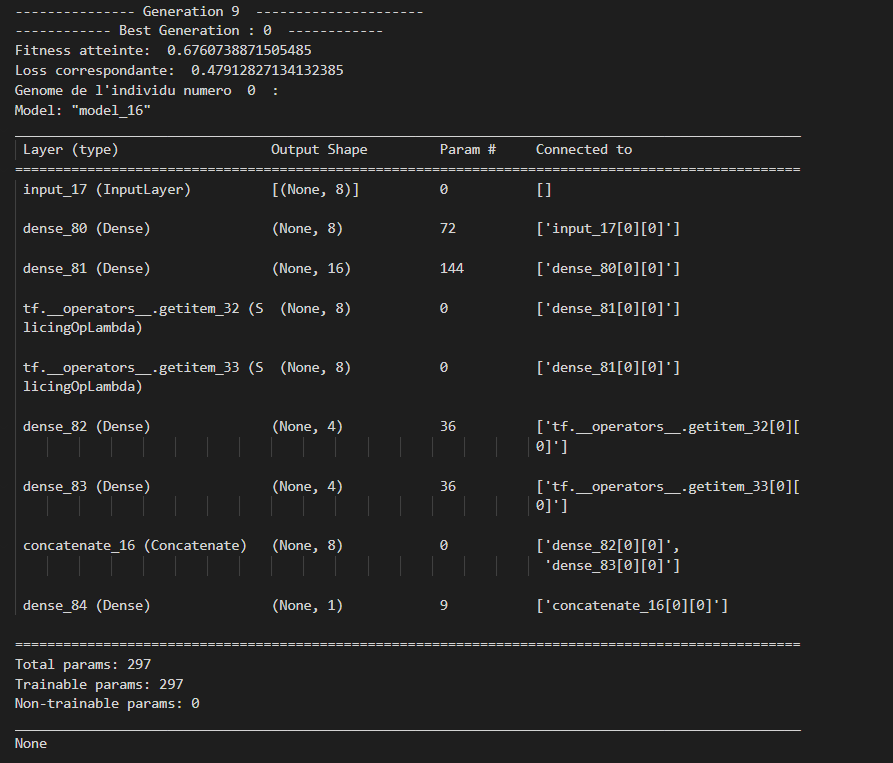 --------------- Generation 9  ---------------------
------------ Best Generation : 0  ------------
Fitness atteinte:  0.6760738871505485
Loss correspondante:  0.47912827134132385
Genome de l'individu numero  0  :
Model: "model_16"
__________________________________________________________________________________________________
Layer (type)                   Output Shape         Param #     Connected to
==================================================================================================
input_17 (InputLayer)          [(None, 8)]          0           []
dense_80 (Dense)               (None, 8)            72          ['input_17[0][0]']
dense_81 (Dense)               (None, 16)           144         ['dense_80[0][0]']
tf.__operators__.getitem_32 (S  (None, 8)           0           ['dense_81[0][0]']
licingOpLambda)
tf.__operators__.getitem_33 (S  (None, 8)           0           ['dense_81[0][0]']
licingOpLambda)
dense_82 (Dense)               (None, 4)            36          ['tf.__operators__.getitem_32[0][
0]']
dense_83 (Dense)               (None, 4)            36          ['tf.__operators__.getitem_33[0][
0]']
concatenate_16 (Concatenate)   (None, 8)            0           ['dense_82[0][0]',
'dense_83[0][0]']
dense_84 (Dense)               (None, 1)            9           ['concatenate_16[0][0]']
==================================================================================================
Total params: 297
Trainable params: 297
Non-trainable params: 0
__________________________________________________________________________________________________
None